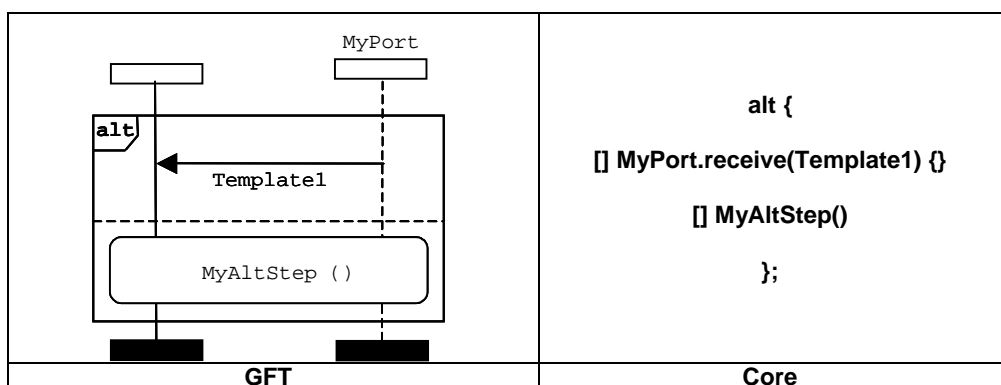 MyPort
alt
Template1
MyAltStep ()
alt {
[] MyPort.receive(Template1) {}
[] MyAltStep()
};
GFT
Core